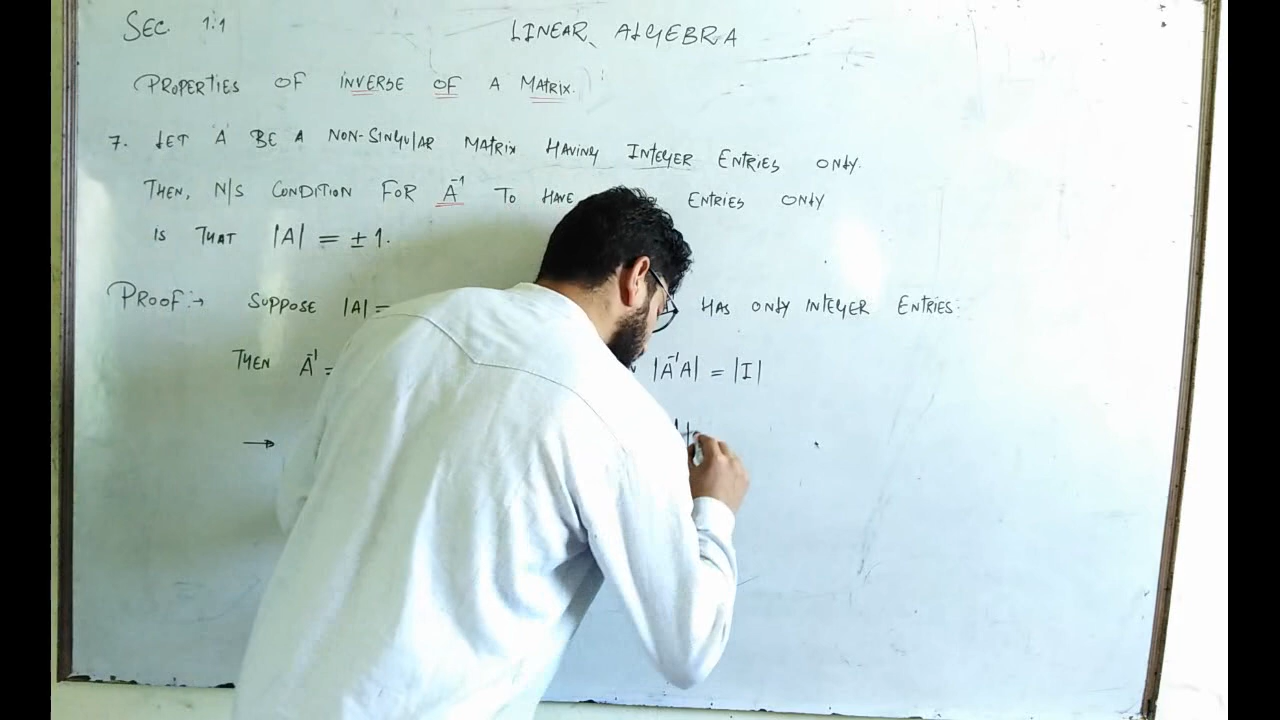 SEC 1.1
LINEAR ALGEBRA
PROPERTIES OF INVERSE OF A MATRIX.
7. LET A BE A NON-SINGULAR MATRIX HAVING INTEGER ENTRIES ONLY.
THEN, N/S CONDITION FOR A⁻¹ TO HAVE ENTRIES ONLY
IS THAT |A| = ± 1.
PROOF:→ SUPPOSE |A| = HAS ONLY INTEGER ENTRIES.
THEN A⁻¹ = |A⁻¹A| = |I|
→